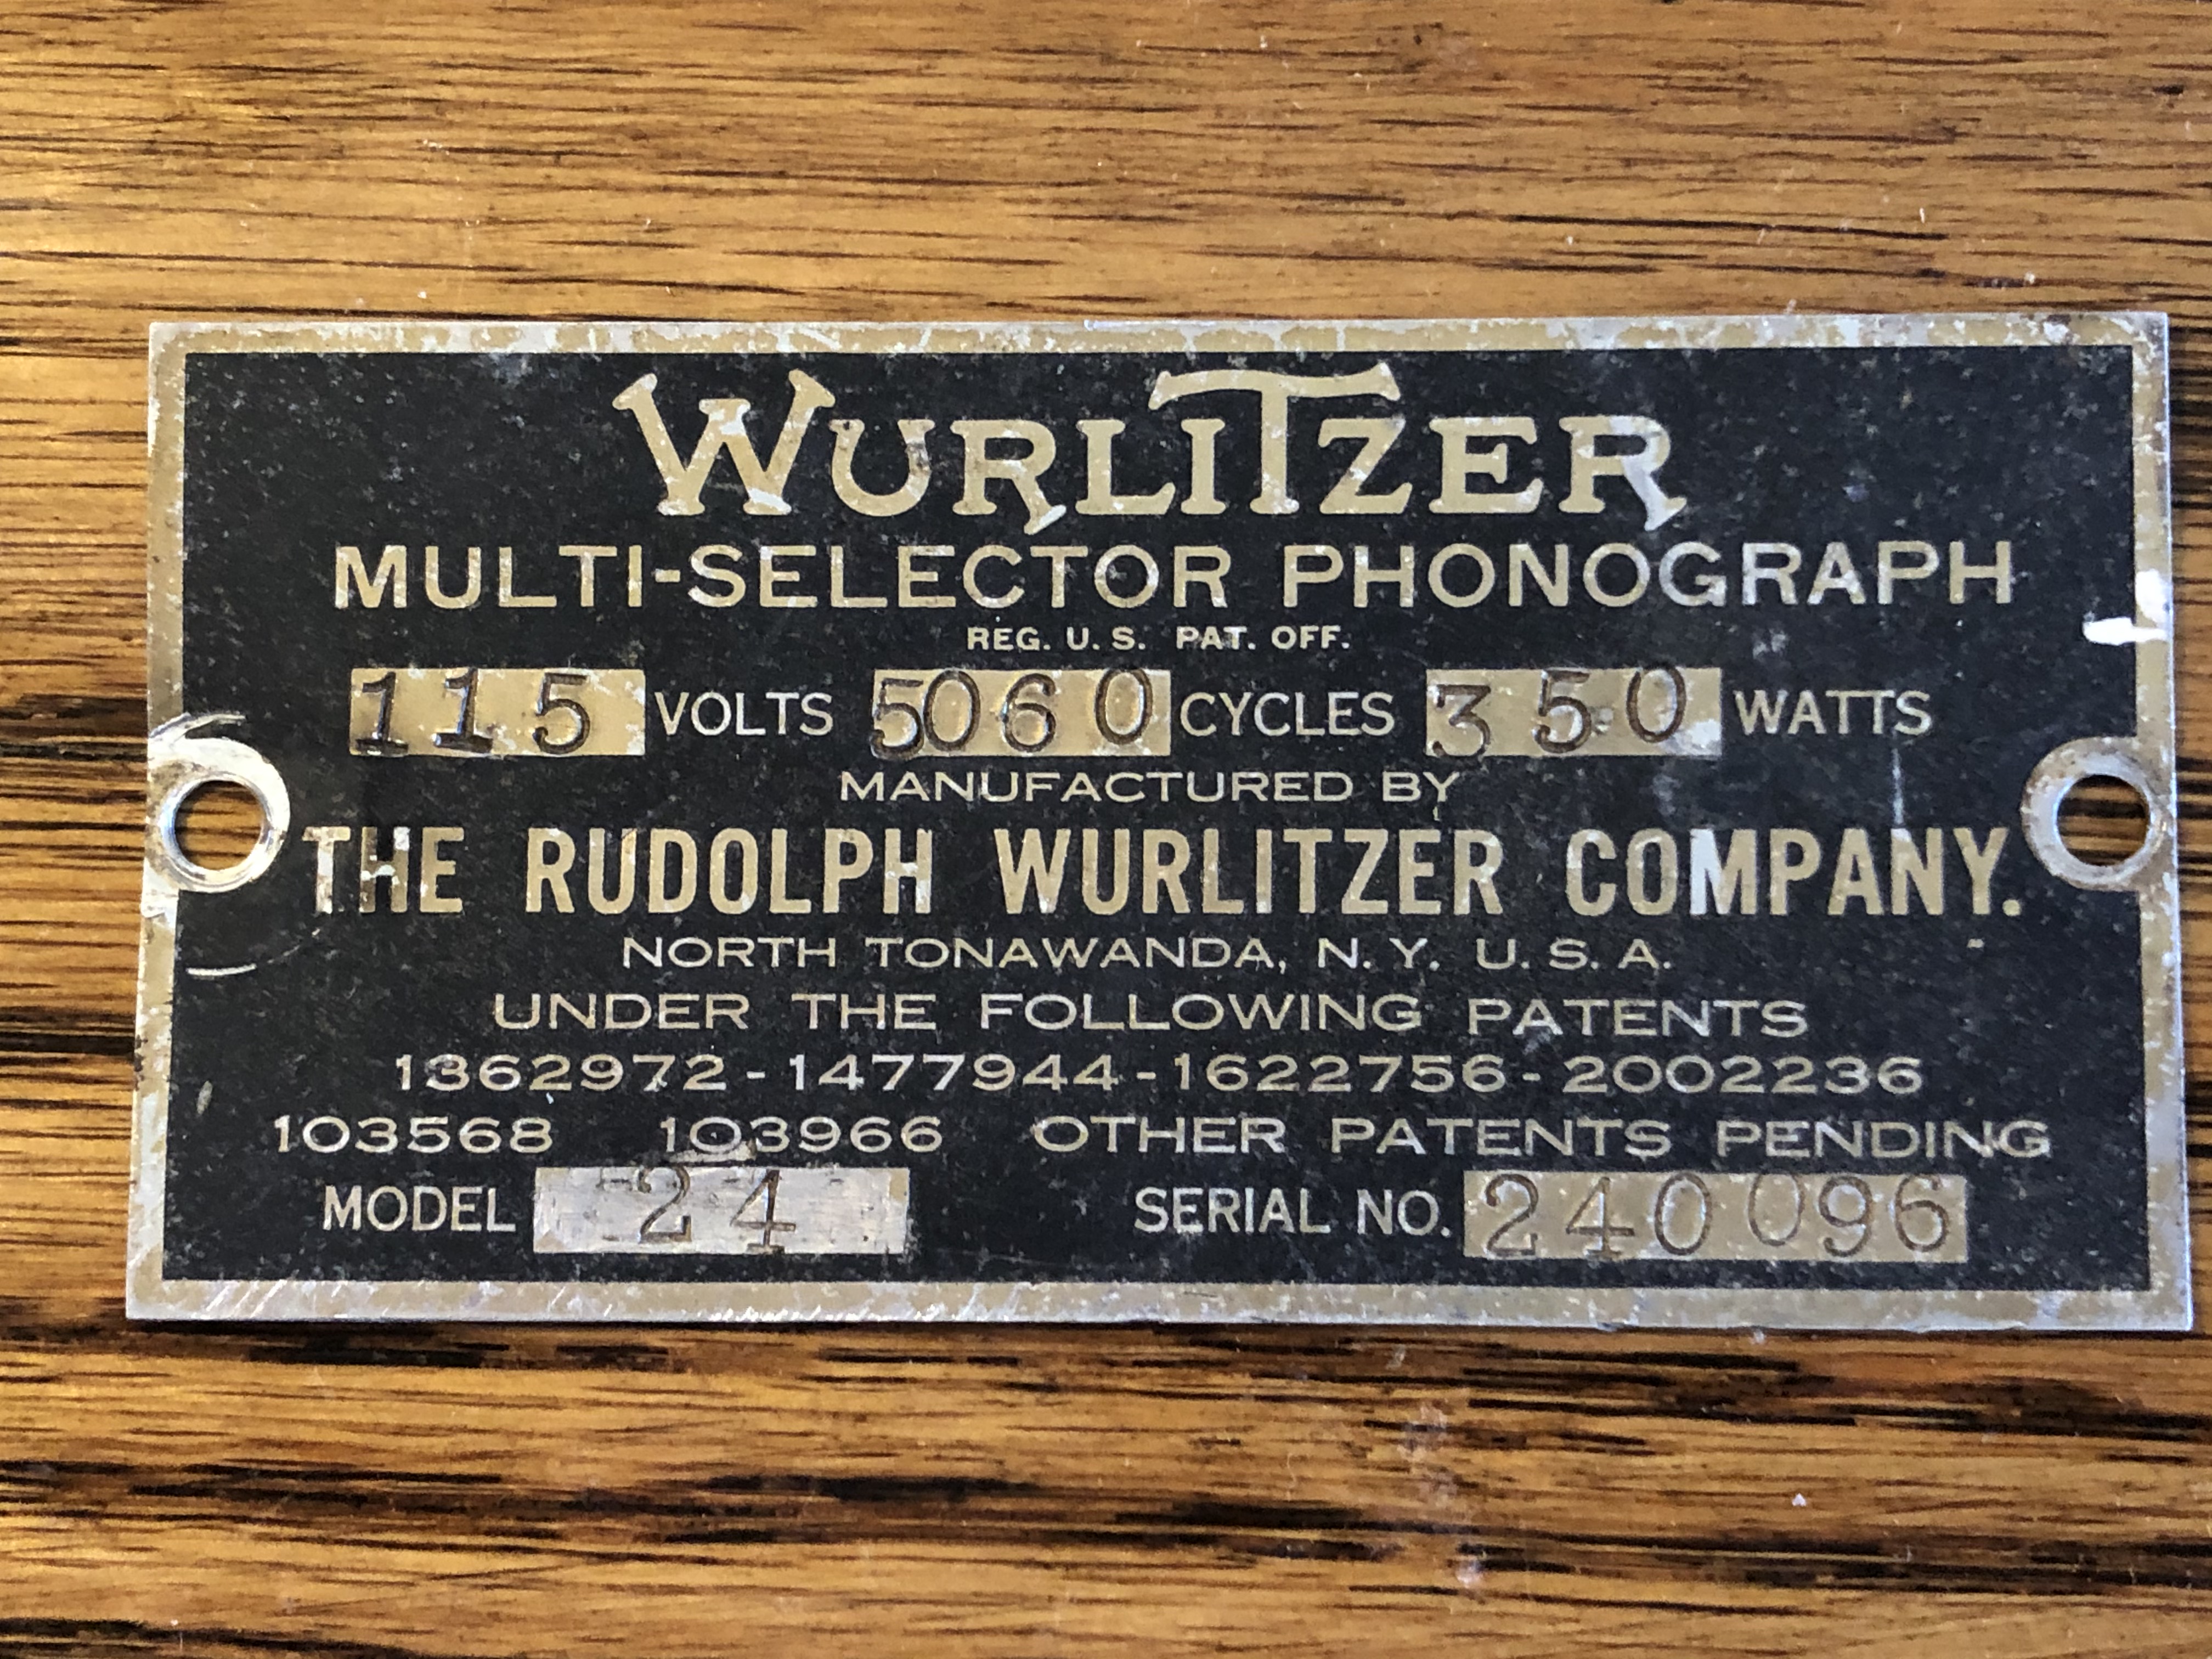 WURLITZER
MULTI-SELECTOR PHONOGRAPH
REG. U. S. PAT. OFF.
115 VOLTS 5060 CYCLES 350 WATTS
MANUFACTURED BY
THE RUDOLPH WURLITZER COMPANY.
NORTH TONAWANDA, N. Y. U. S. A.
UNDER THE FOLLOWING PATENTS
1362972 - 1477944 - 1622756 - 2002236
103568 103966 OTHER PATENTS PENDING
MODEL 24 SERIAL NO. 240096